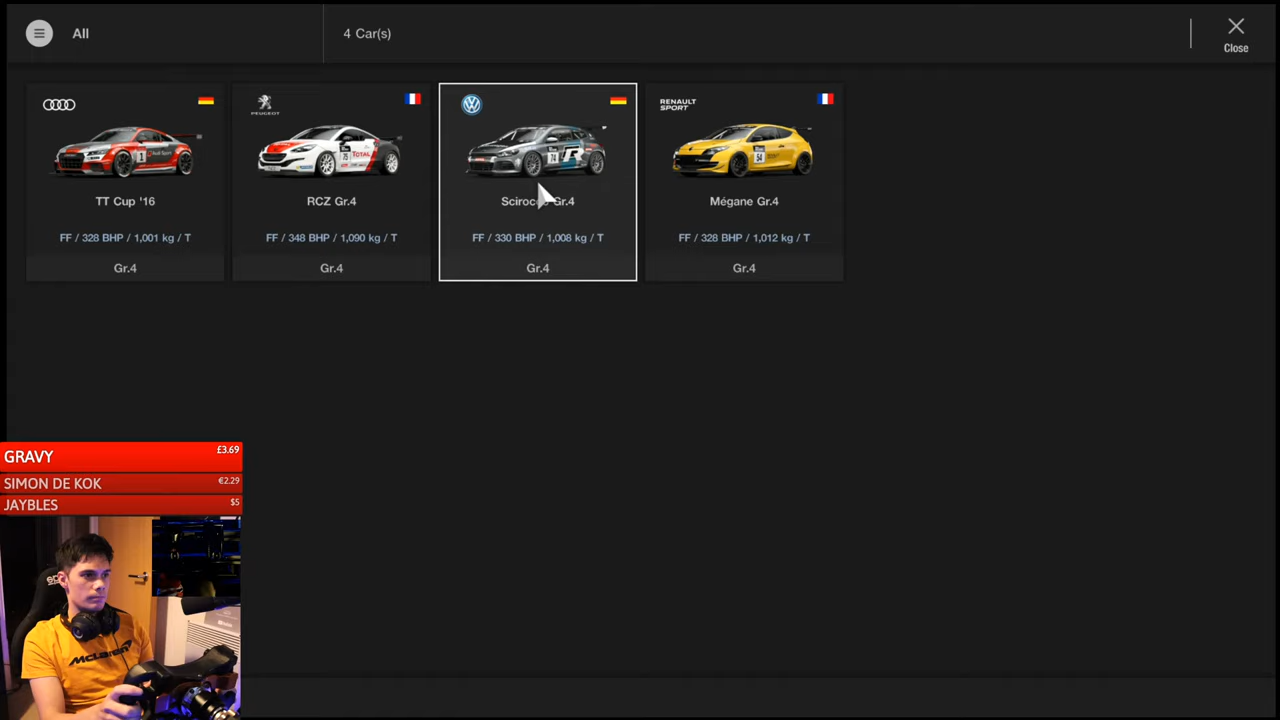 All
4 Car(s)
Close
TT Cup '16
FF / 328 BHP / 1,001 kg / T
Gr.4
PEUGEOT
RCZ Gr.4
FF / 348 BHP / 1,090 kg / T
Gr.4
Gr.4
FF / 330 BHP / 1,008 kg / T
Gr.4
RENAULT SPORT
Mégane Gr.4
FF / 328 BHP / 1,012 kg / T
Gr.4
GRAVY £3.69
SIMON DE KOK €2.29
JAYBLES $5
McLaren